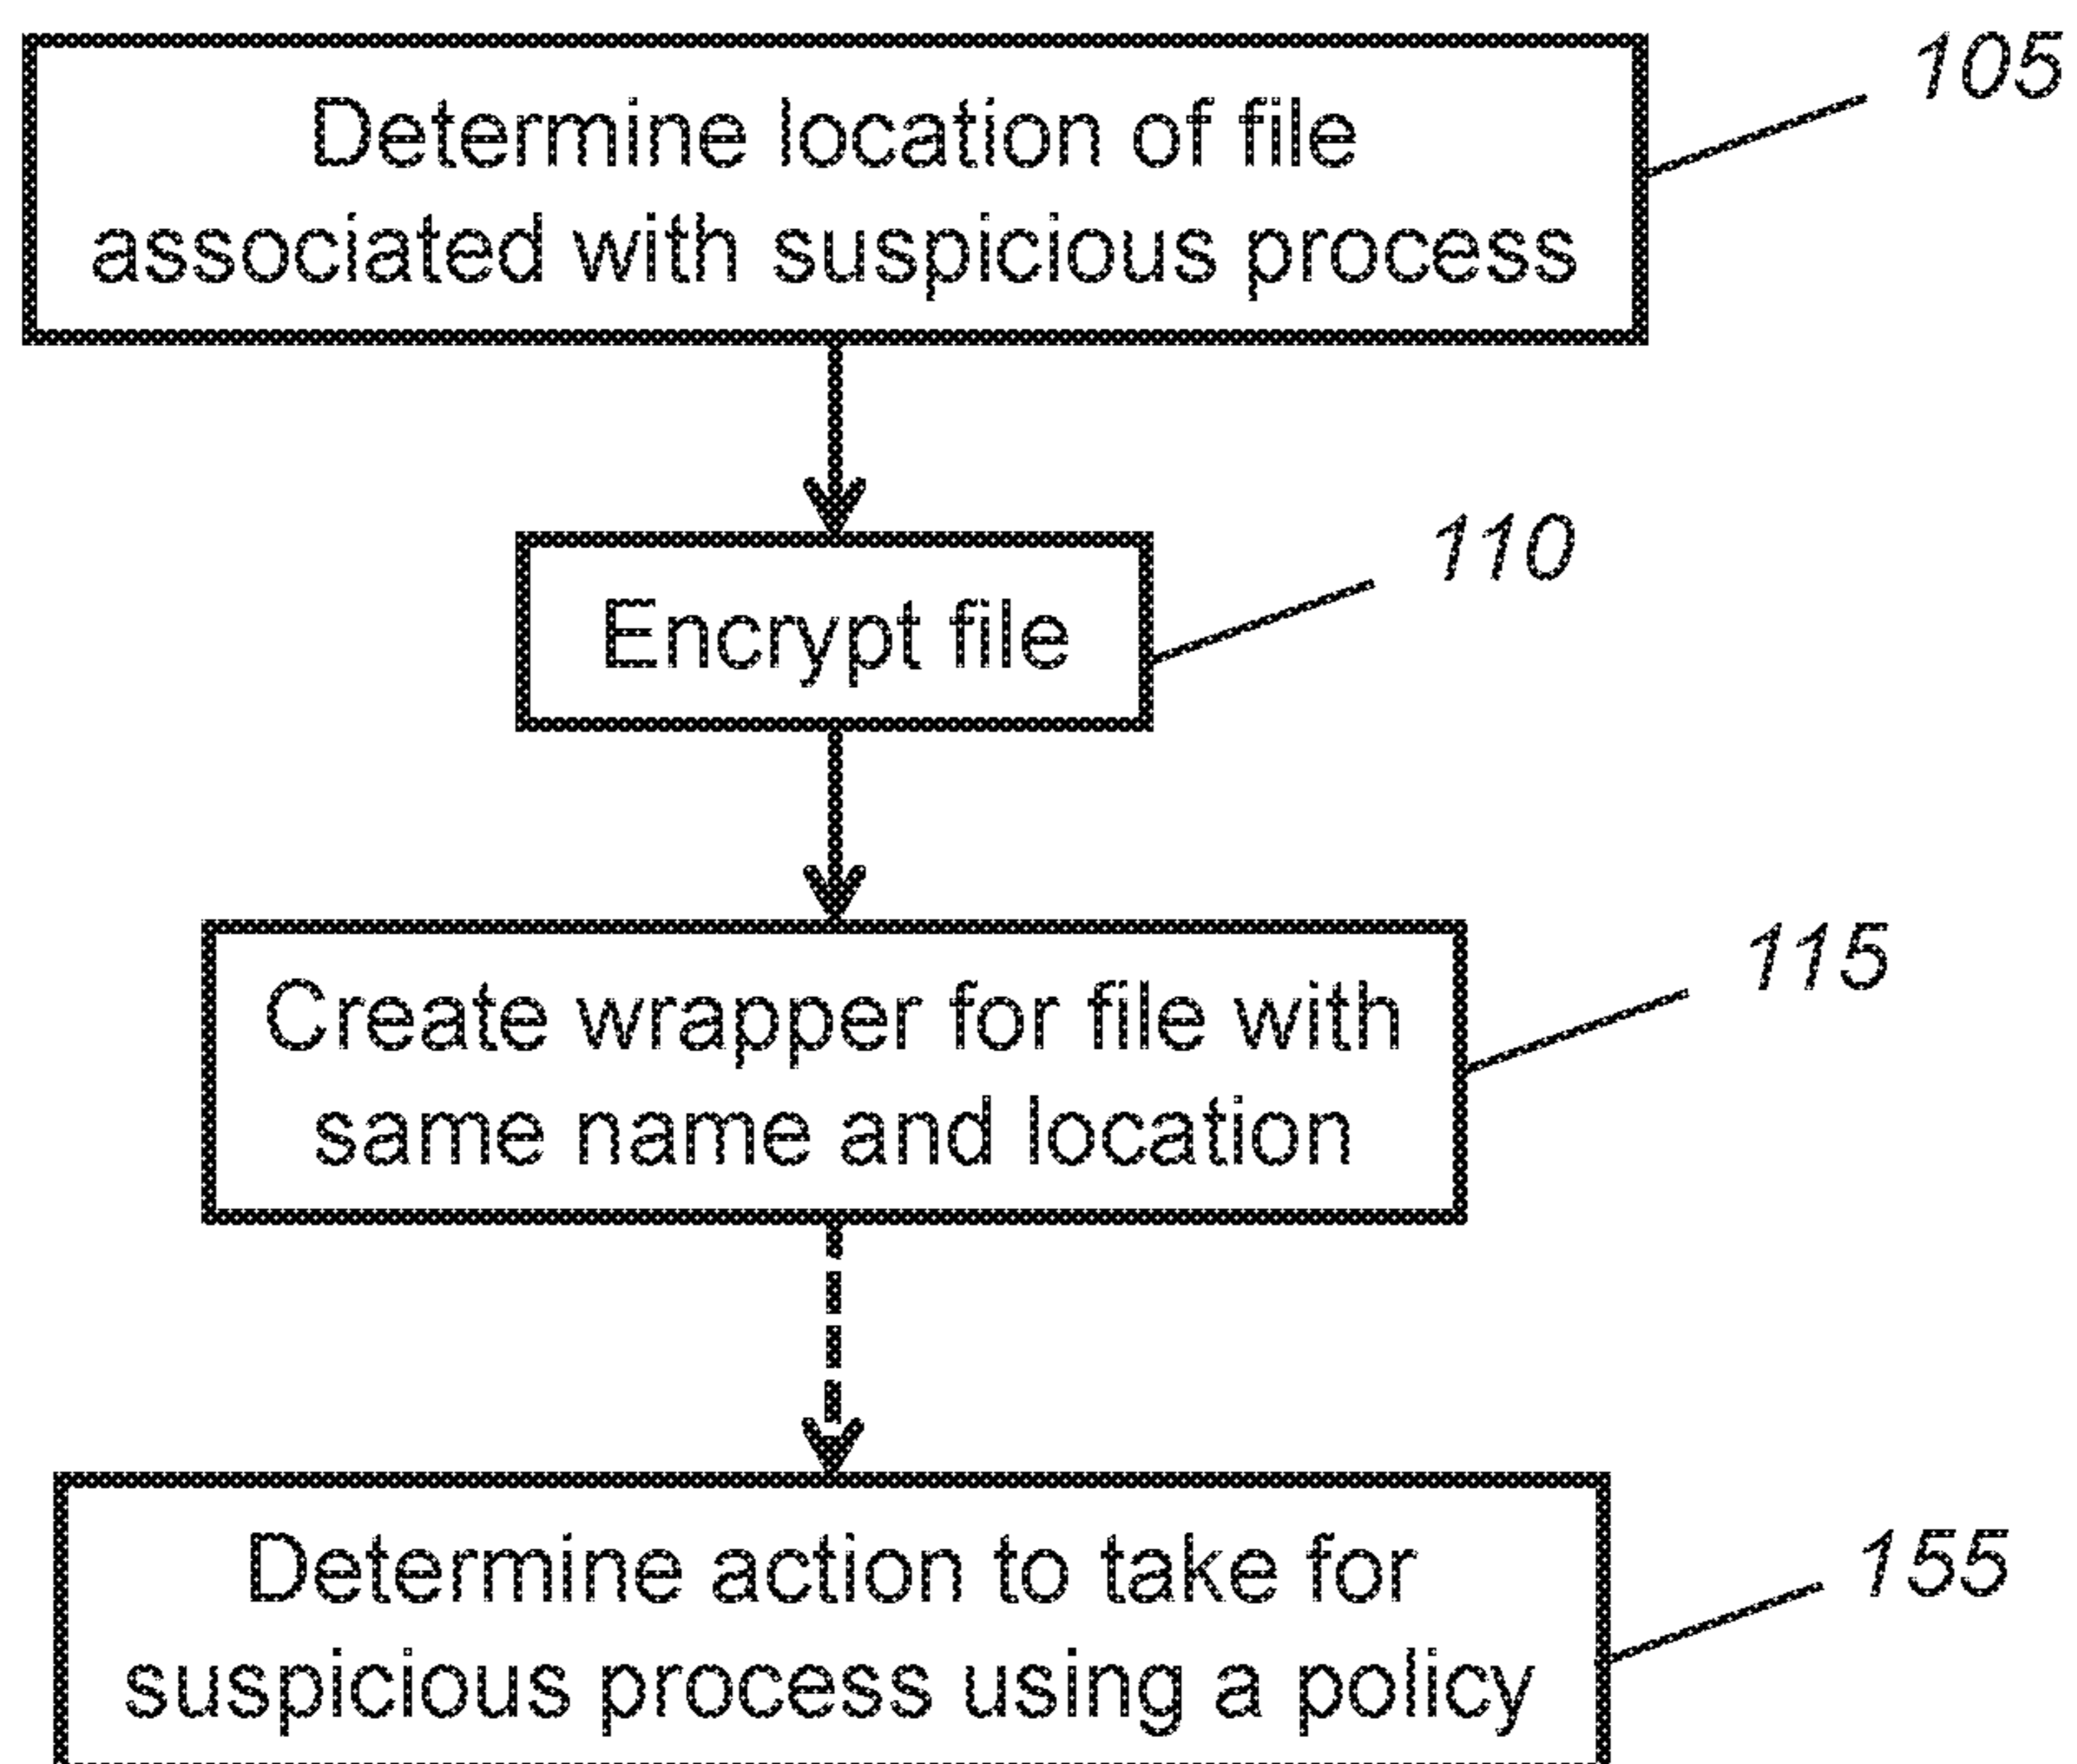 105
Determine location of file
associated with suspicious process
110
Encrypt file
115
Create wrapper for file with
same name and location
155
Determine action to take for
suspicious process using a policy